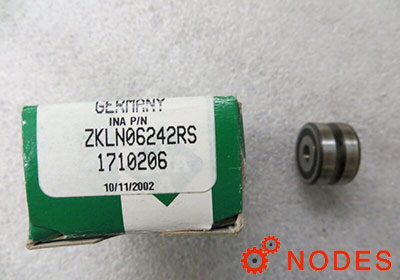 GERMANY
INA P/N
ZKLN06242RS
1710206
10/11/2002
NODES